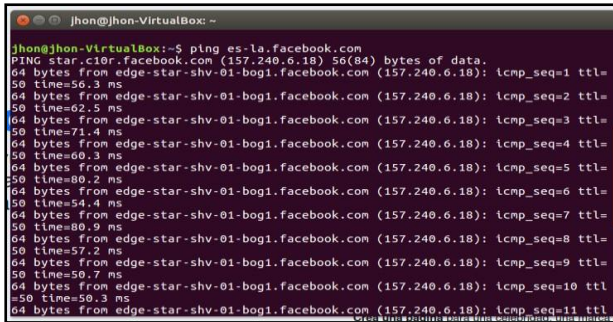 jhon@jhon-VirtualBox: ~
jhon@jhon-VirtualBox:~$ ping es-la.facebook.com
PING star.c10r.facebook.com (157.240.6.18) 56(84) bytes of data.
64 bytes from edge-star-shv-01-bog1.facebook.com (157.240.6.18): icmp_seq=1 ttl=
50 time=56.3 ms
64 bytes from edge-star-shv-01-bog1.facebook.com (157.240.6.18): icmp_seq=2 ttl=
50 time=62.5 ms
64 bytes from edge-star-shv-01-bog1.facebook.com (157.240.6.18): icmp_seq=3 ttl=
50 time=71.4 ms
64 bytes from edge-star-shv-01-bog1.facebook.com (157.240.6.18): icmp_seq=4 ttl=
50 time=60.3 ms
64 bytes from edge-star-shv-01-bog1.facebook.com (157.240.6.18): icmp_seq=5 ttl=
50 time=80.2 ms
64 bytes from edge-star-shv-01-bog1.facebook.com (157.240.6.18): icmp_seq=6 ttl=
50 time=54.4 ms
64 bytes from edge-star-shv-01-bog1.facebook.com (157.240.6.18): icmp_seq=7 ttl=
50 time=80.9 ms
64 bytes from edge-star-shv-01-bog1.facebook.com (157.240.6.18): icmp_seq=8 ttl=
50 time=57.2 ms
64 bytes from edge-star-shv-01-bog1.facebook.com (157.240.6.18): icmp_seq=9 ttl=
50 time=50.7 ms
64 bytes from edge-star-shv-01-bog1.facebook.com (157.240.6.18): icmp_seq=10 ttl
=50 time=50.3 ms
64 bytes from edge-star-shv-01-bog1.facebook.com (157.240.6.18): icmp_seq=11 ttl
Crea una página para una celebridad, una marca